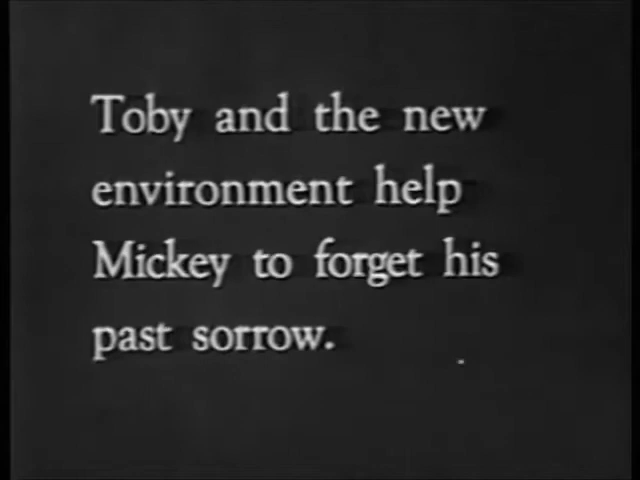 Toby and the new
environment help
Mickey to forget his
past sorrow.